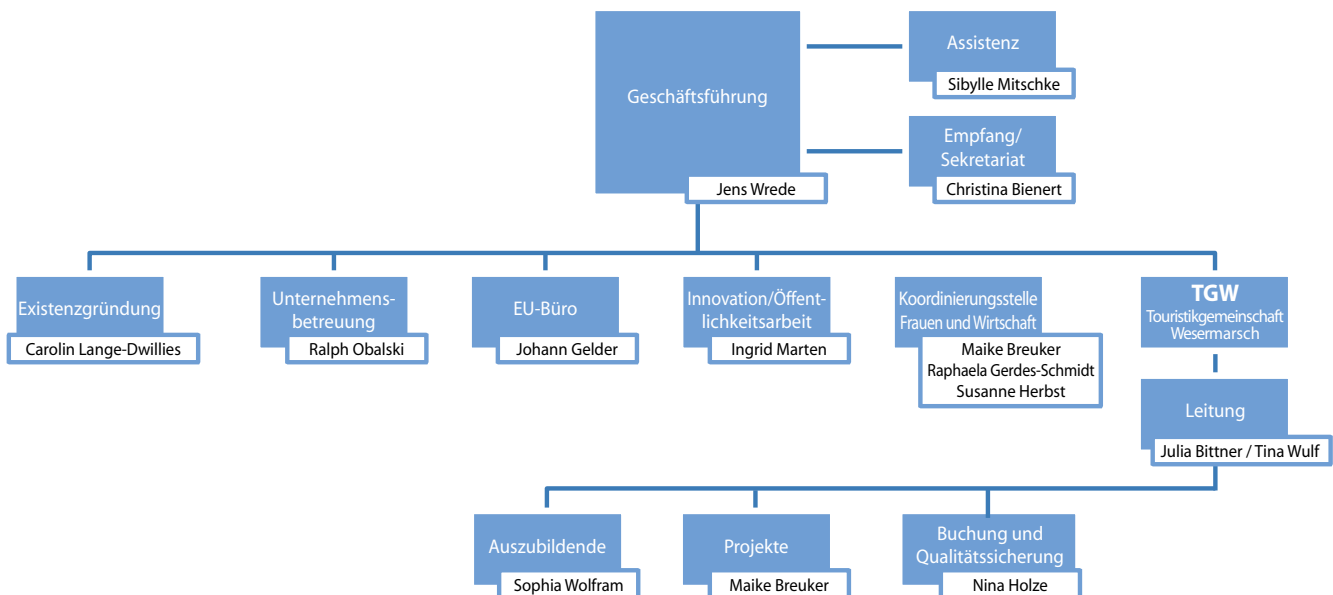 Geschäftsführung
Jens Wrede
Assistenz
Sibylle Mitschke
Empfang/
Sekretariat
Christina Bienert
Existenzgründung
Carolin Lange-Dwillies
Unternehmens-
betreuung
Ralph Obalski
EU-Büro
Johann Gelder
Innovation/Öffent-
lichkeitsarbeit
Ingrid Marten
Koordinierungsstelle
Frauen und Wirtschaft
Maike Breuker
Raphaela Gerdes-Schmidt
Susanne Herbst
TGW
Touristikgemeinschaft
Wesermarsch
Leitung
Julia Bittner / Tina Wulf
Auszubildende
Sophia Wolfram
Projekte
Maike Breuker
Buchung und
Qualitätssicherung
Nina Holze